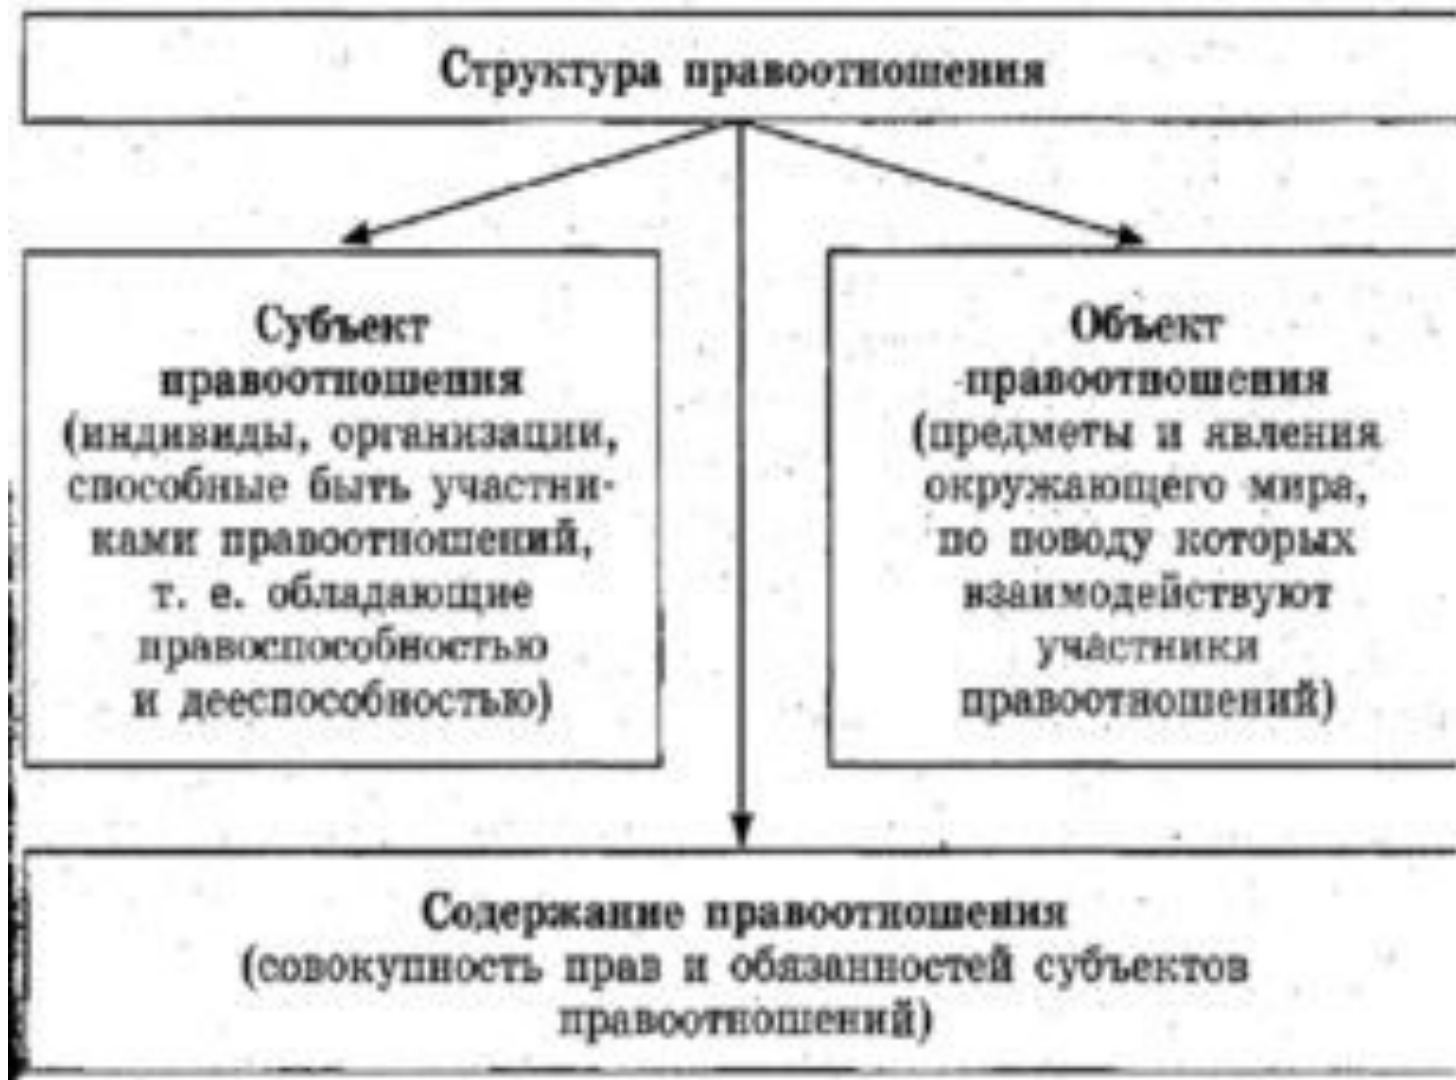 Структура правоотношения
Субъект
правоотношения
(индивиды, организации,
способные быть участни-
ками правоотношений,
т. е. обладающие
правоспособностью
и дееспособностью)
Объект
правоотношения
(предметы и явления
окружающего мира,
по поводу которых
взаимодействуют
участники
правоотношений)
Содержание правоотношения
(совокупность прав и обязанностей субъектов
правоотношений)